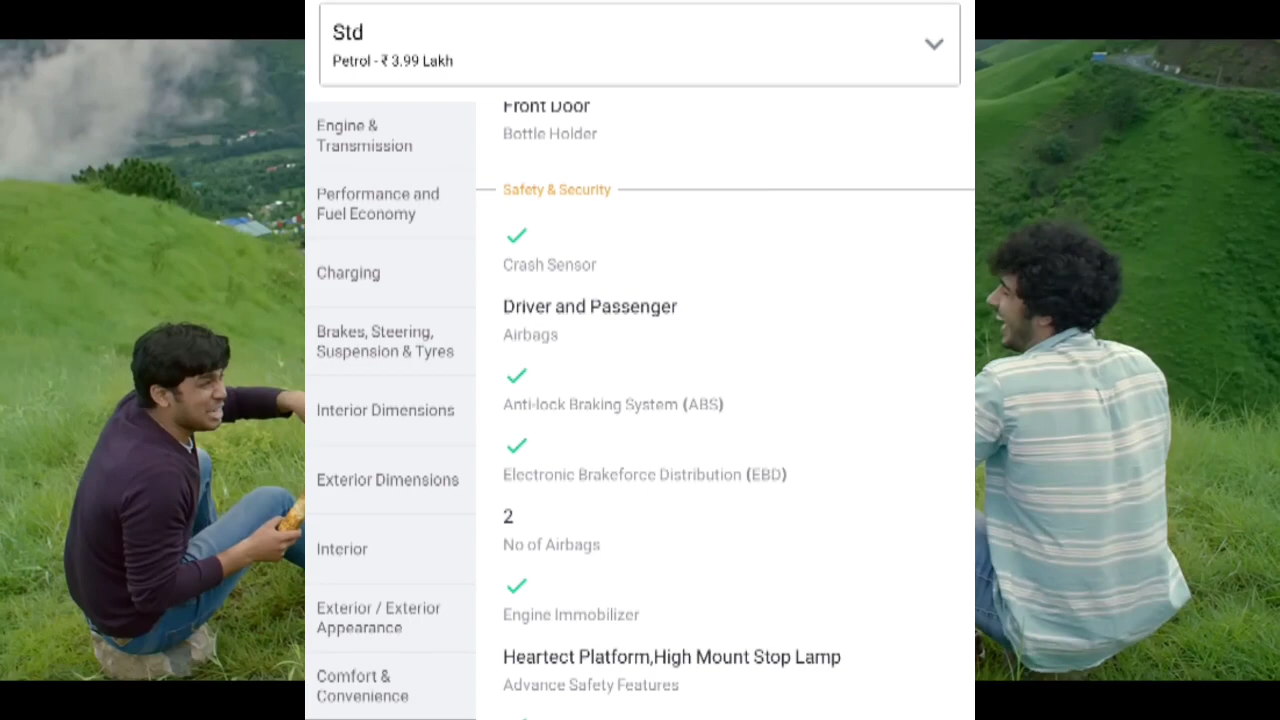 Std
Petrol - ₹ 3.99 Lakh
Engine &
Transmission
Performance and
Fuel Economy
Charging
Brakes, Steering,
Suspension & Tyres
Interior Dimensions
Exterior Dimensions
Interior
Exterior / Exterior
Appearance
Comfort &
Convenience
Front Door
Bottle Holder
Safety & Security
Crash Sensor
Driver and Passenger
Airbags
Anti-lock Braking System (ABS)
Electronic Brakeforce Distribution (EBD)
2
No of Airbags
Engine Immobilizer
Heartect Platform,High Mount Stop Lamp
Advance Safety Features